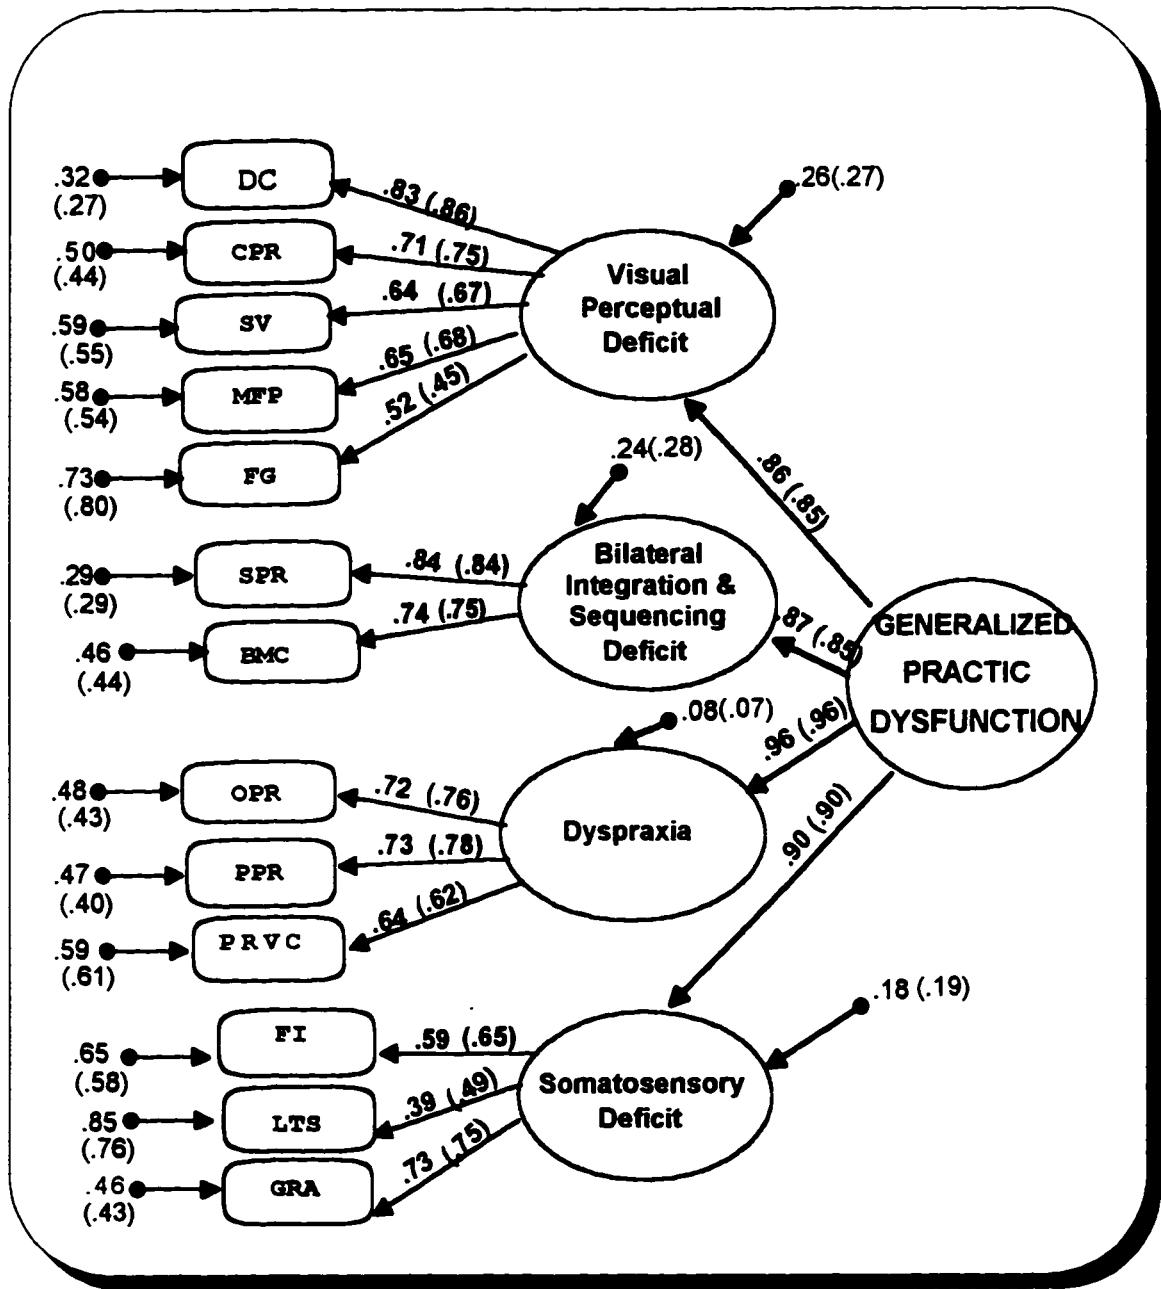 .32
(.27)
DC
.83 (.86)
.26(.27)
.50
(.44)
CPR
.71 (.75)
.59
(.55)
SV
.64 (.67)
Visual
Perceptual
Deficit
.58
(.54)
MFP
.65 (.68)
.73
(.80)
FG
.52 (.45)
.86 (.85)
.24(.28)
.29
(.29)
SPR
.84 (.84)
.46
(.44)
BMC
.74 (.75)
Bilateral
Integration &
Sequencing
Deficit
.87 (.85)
GENERALIZED
PRACTIC
DYSFUNCTION
.08(.07)
.96 (.96)
.48
(.43)
OPR
.72 (.76)
.47
(.40)
PPR
.73 (.78)
Dyspraxia
.59
(.61)
PRVC
.64 (.62)
.90 (.90)
.18 (.19)
.65
(.58)
FI
.59 (.65)
.85
(.76)
LTS
.39 (.49)
Somatosensory
Deficit
.46
(.43)
GRA
.73 (.75)